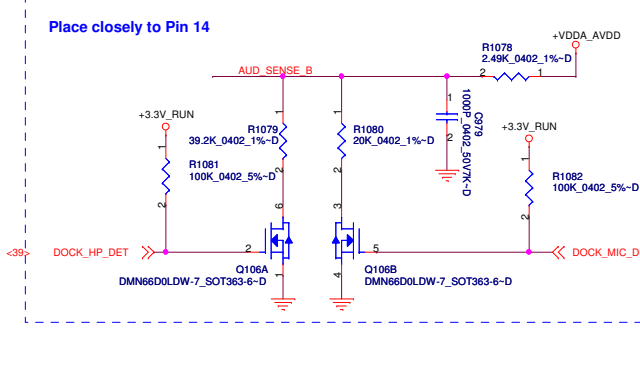 Place closely to Pin 14
+VDDA_AVDD
R1078
2.49K_0402_1%~D
AUD_SENSE_B
2
1
+3.3V_RUN
1
R1079
39.2K_0402_1%~D
2
1
R1080
20K_0402_1%~D
2
1
2
C979
1000P_0402_50V7K~D
+3.3V_RUN
1
R1081
100K_0402_5%~D
2
1
R1082
100K_0402_5%~D
2
6
3
<39>
DOCK_HP_DET
2
5
DOCK_MIC_D
Q106A
DMN66D0LDW-7_SOT363-6~D
1
4
Q106B
DMN66D0LDW-7_SOT363-6~D